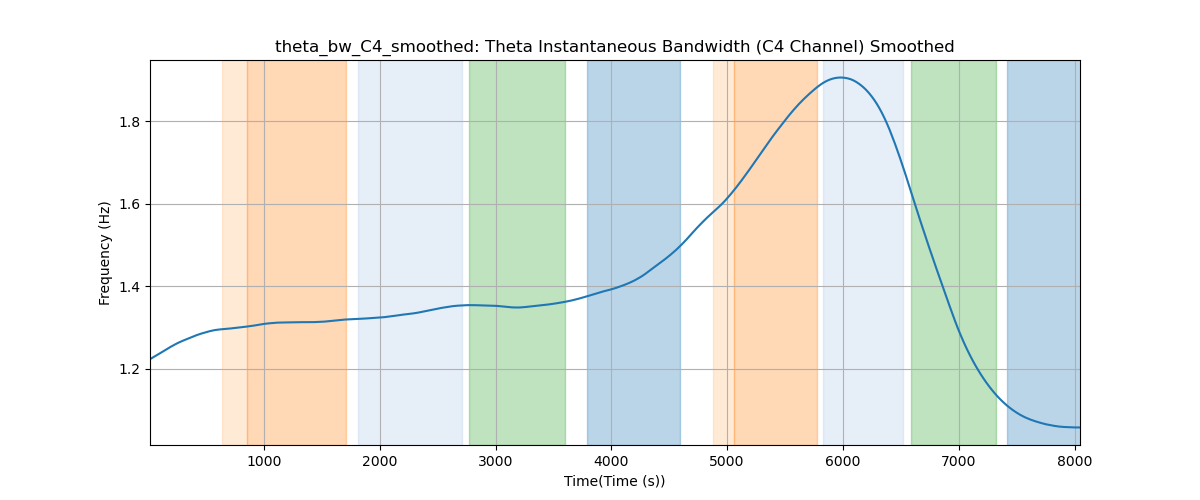 theta_bw_C4_smoothed: Theta Instantaneous Bandwidth (C4 Channel) Smoothed
Frequency (Hz)
1.8
1.6
1.4
1.2
1000 2000 3000 4000 5000 6000 7000 8000
Time(Time (s))